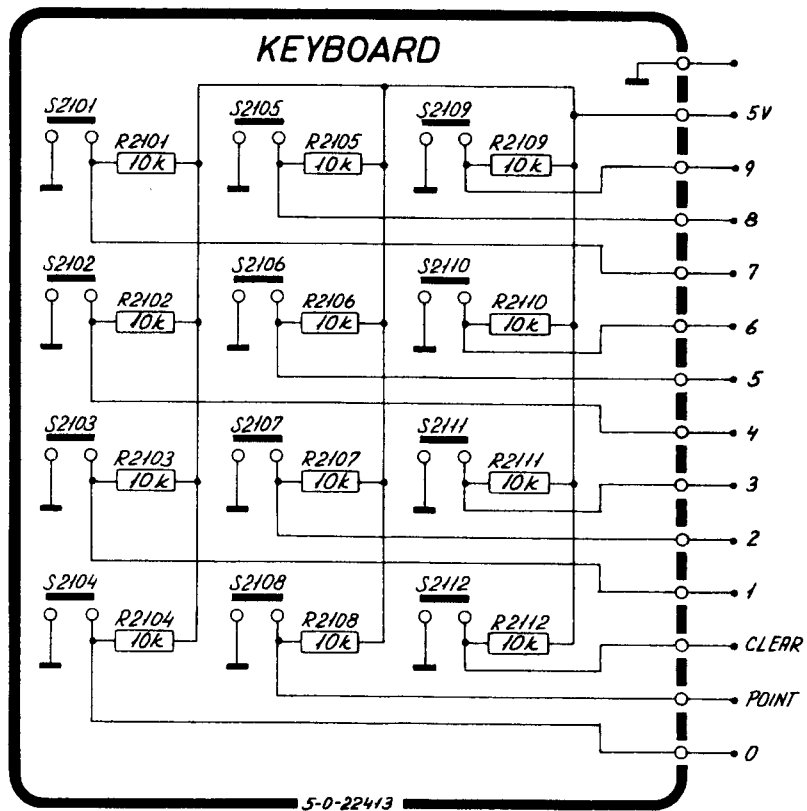 KEYBOARD
5V
S2101
S2105
S2109
R2101
R2105
R2109
10k
10k
10k
9
8
7
S2102
S2106
S2110
R2102
R2106
R2110
10k
10k
10k
6
5
4
S2103
S2107
S2111
R2103
R2107
R2111
10k
10k
10k
3
2
1
S2104
S2108
S2112
R2104
R2108
R2112
10k
10k
10k
CLEAR
POINT
0
5-0-22413